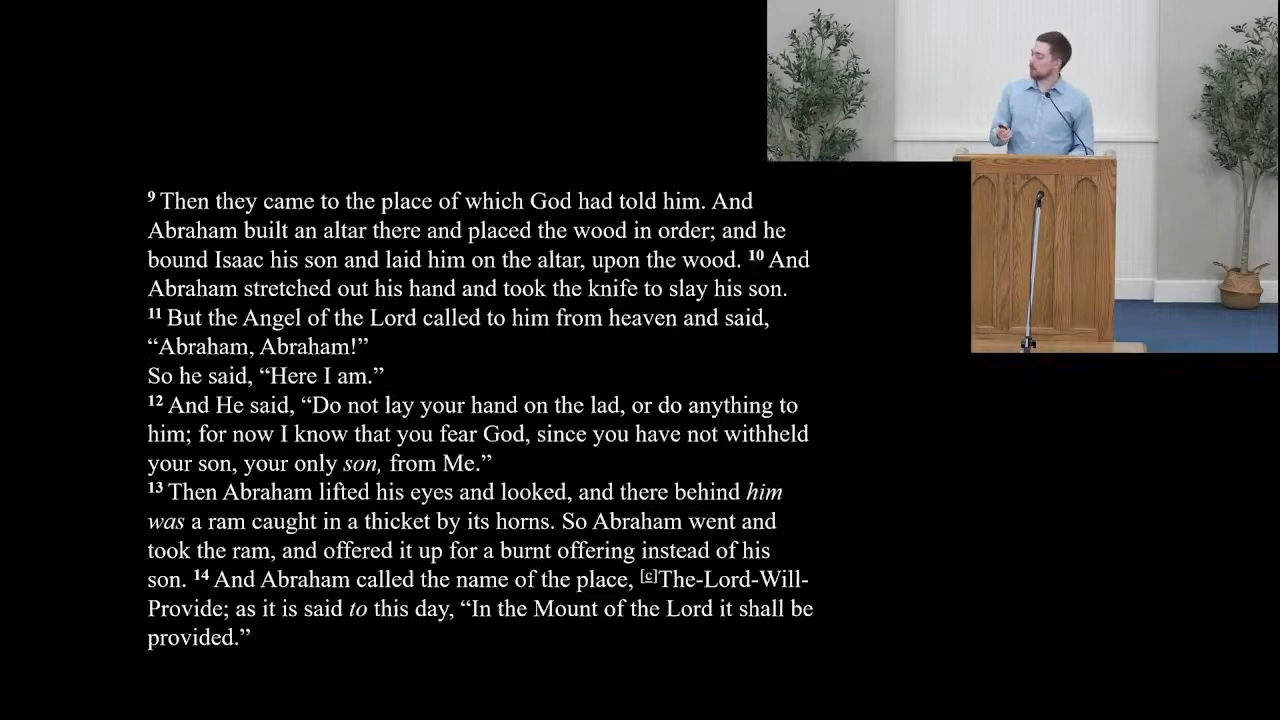 9 Then they came to the place of which God had told him. And
Abraham built an altar there and placed the wood in order; and he
bound Isaac his son and laid him on the altar, upon the wood. 10 And
Abraham stretched out his hand and took the knife to slay his son.
11 But the Angel of the Lord called to him from heaven and said,
“Abraham, Abraham!”
So he said, “Here I am.”
12 And He said, “Do not lay your hand on the lad, or do anything to
him; for now I know that you fear God, since you have not withheld
your son, your only son, from Me.”
13 Then Abraham lifted his eyes and looked, and there behind him
was a ram caught in a thicket by its horns. So Abraham went and
took the ram, and offered it up for a burnt offering instead of his
son. 14 And Abraham called the name of the place, [c]The-Lord-Will-
Provide; as it is said to this day, “In the Mount of the Lord it shall be
provided.”